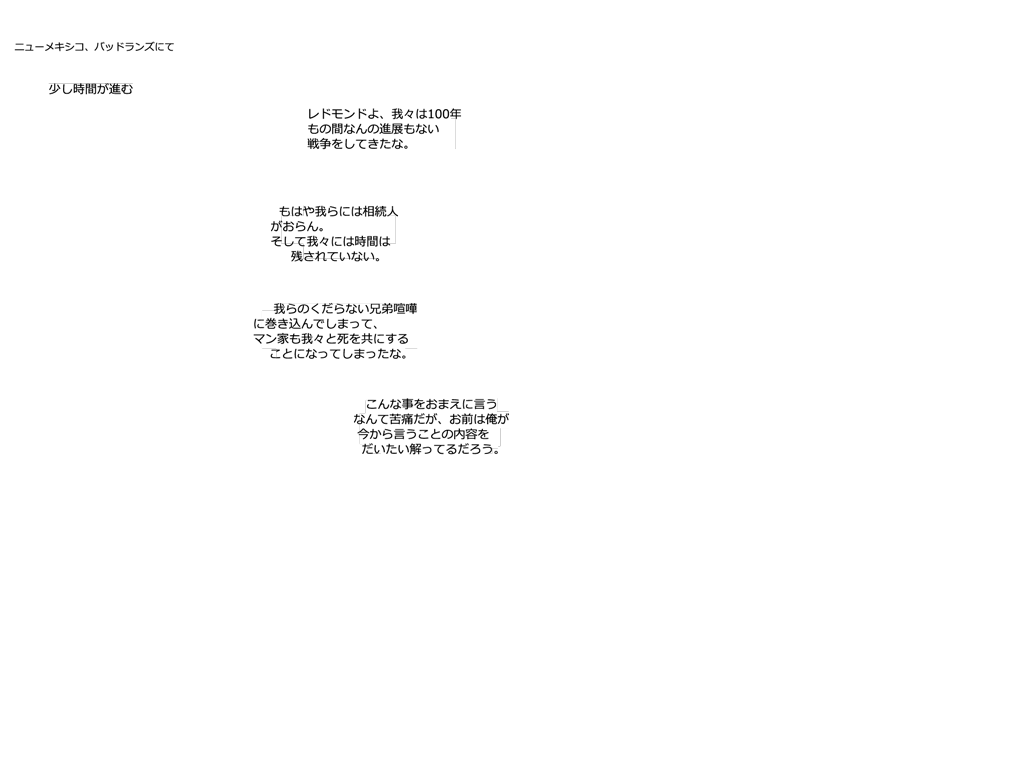 ニューメキシコ、バッドランズにて
少し時間が進む
レドモンドよ、我々は100年
もの間なんの進展もない
戦争をしてきたな。
もはや我らには相続人
がおらん。
そして我々には時間は
残されていない。
我らのくだらない兄弟喧嘩
に巻き込んでしまって、
マン家も我々と死を共にする
ことになってしまったな。
こんな事をおまえに言う
なんて苦痛だが、お前は俺が
今から言うことの内容を
だいたい解ってるだろう。